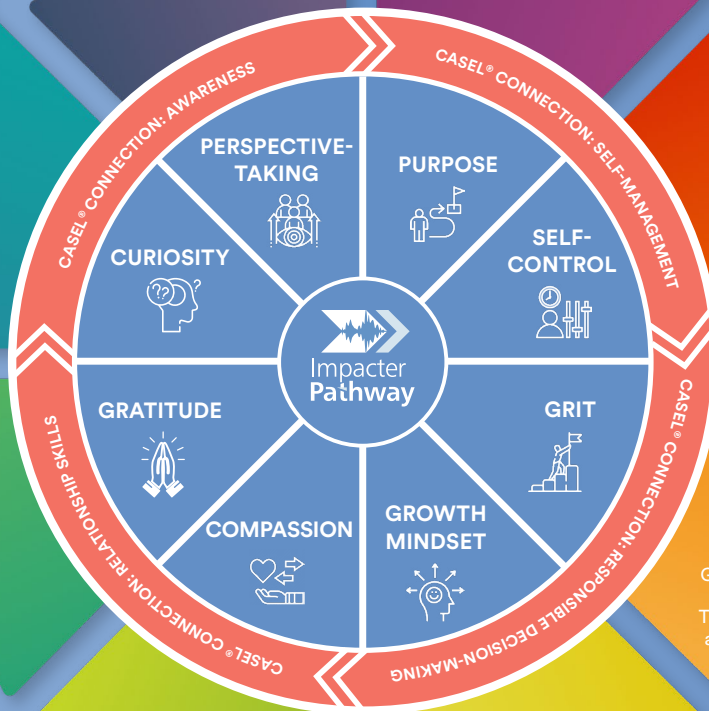 CASEL® CONNECTION: AWARENESS
CASEL® CONNECTION: SELF-MANAGEMENT
PERSPECTIVE-
TAKING
PURPOSE
CURIOSITY
??
SELF-
CONTROL
Impacter
Pathway
GRATITUDE
GRIT
COMPASSION
GROWTH
MINDSET
CASEL® CONNECTION: RELATIONSHIP SKILLS
CASEL® CONNECTION: RESPONSIBLE DECISION-MAKING
G
T
a